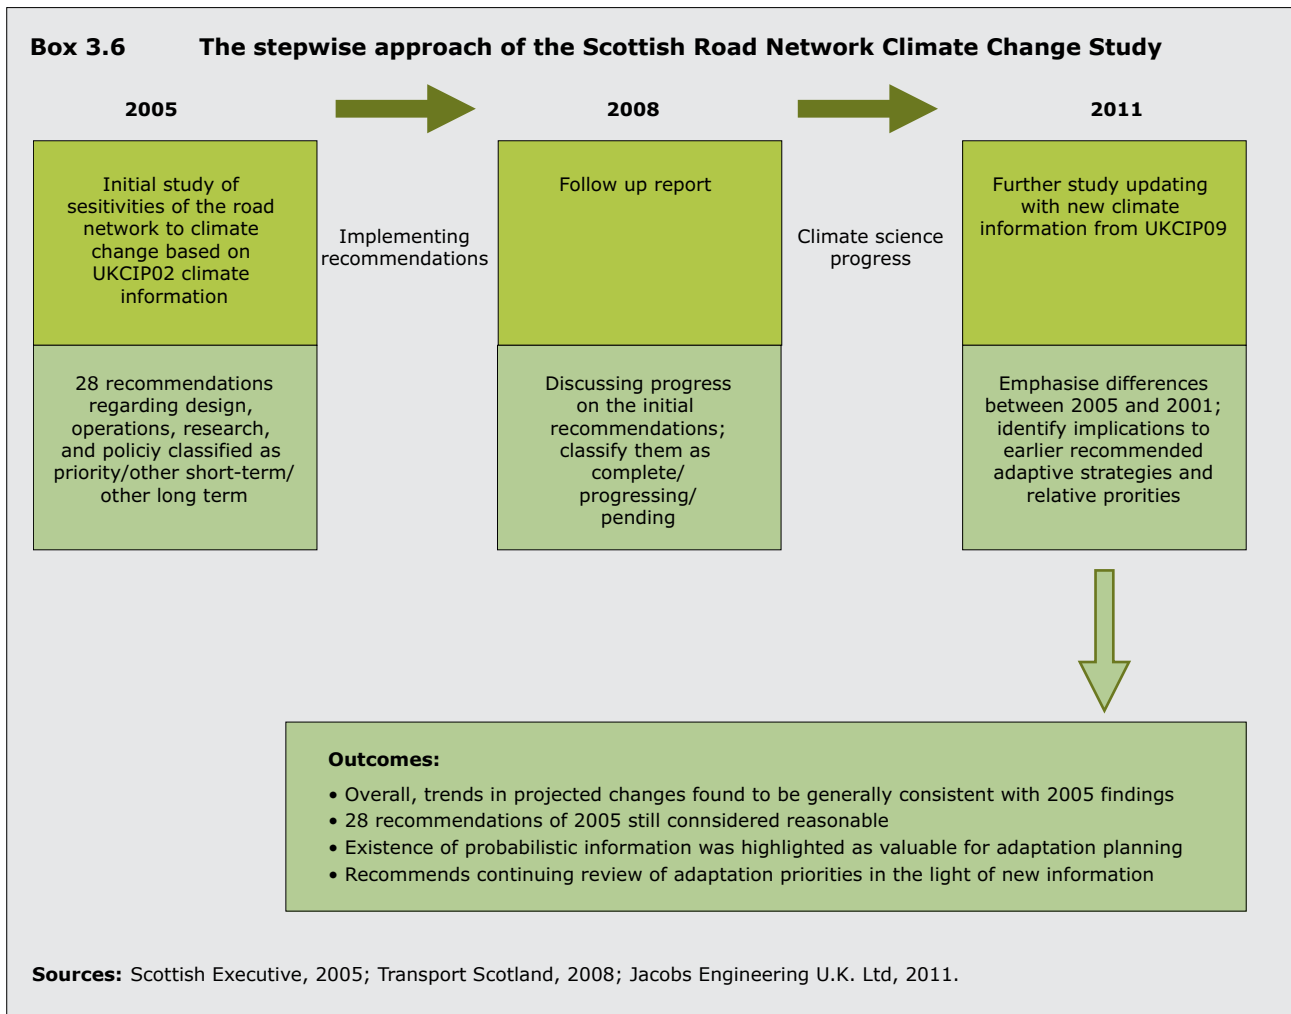 Box 3.6 The stepwise approach of the Scottish Road Network Climate Change Study
2005
2008
2011
Initial study of
sesitivities of the road
network to climate
change based on
UKCIP02 climate
information
Implementing
recommendations
Follow up report
Climate science
progress
Further study updating
with new climate
information from UKCIP09
28 recommendations
regarding design,
operations, research,
and policiy classified as
priority/other short-term/
other long term
Discussing progress
on the initial
recommendations;
classify them as
complete/
progressing/
pending
Emphasise differences
between 2005 and 2001;
identify implications to
earlier recommended
adaptive strategies and
relative prorities
Outcomes:
• Overall, trends in projected changes found to be generally consistent with 2005 findings
• 28 recommendations of 2005 still connsidered reasonable
• Existence of probabilistic information was highlighted as valuable for adaptation planning
• Recommends continuing review of adaptation priorities in the light of new information
Sources: Scottish Executive, 2005; Transport Scotland, 2008; Jacobs Engineering U.K. Ltd, 2011.